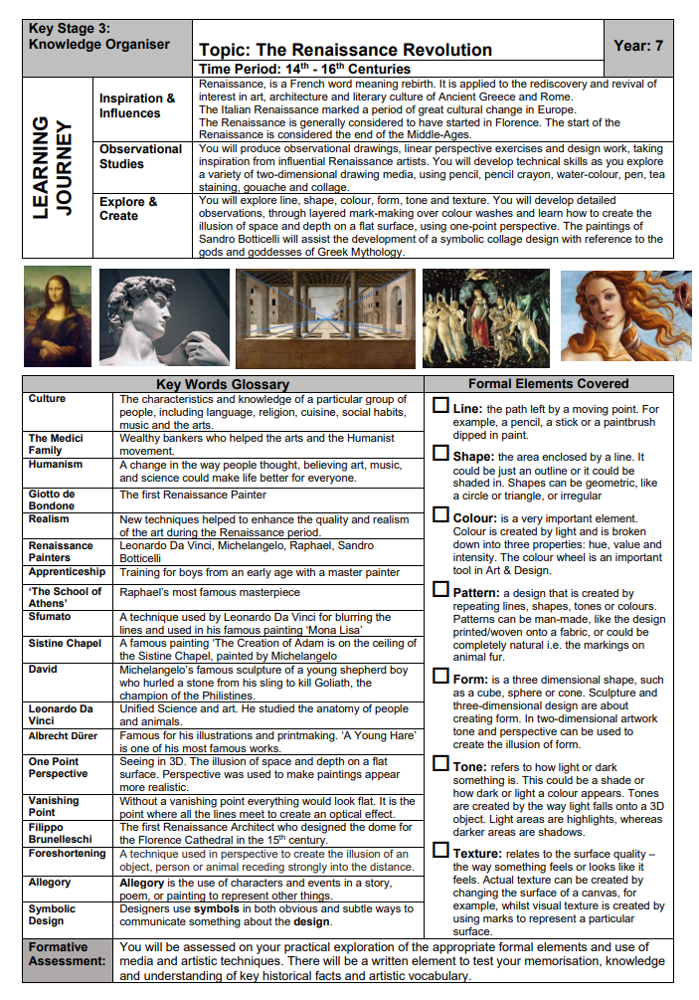 Key Stage 3:
Knowledge Organiser
Topic: The Renaissance Revolution
Year: 7
Time Period: 14th - 16th Centuries
LEARNING
JOURNEY
Inspiration &
Influences
Renaissance, is a French word meaning rebirth. It is applied to the rediscovery and revival of
interest in art, architecture and literary culture of Ancient Greece and Rome.
The Italian Renaissance marked a period of great cultural change in Europe.
The Renaissance is generally considered to have started in Florence. The start of the
Renaissance is considered the end of the Middle-Ages.
Observational
Studies
You will produce observational drawings, linear perspective exercises and design work, taking
inspiration from influential Renaissance artists. You will develop technical skills as you explore
a variety of two-dimensional drawing media, using pencil, pencil crayon, water-colour, pen, tea
staining, gouache and collage.
Explore &
Create
You will explore line, shape, colour, form, tone and texture. You will develop detailed
observations, through layered mark-making over colour washes and learn how to create the
illusion of space and depth on a flat surface, using one-point perspective. The paintings of
Sandro Botticelli will assist the development of a symbolic collage design with reference to the
gods and goddesses of Greek Mythology.
Key Words Glossary
Culture
The characteristics and knowledge of a particular group of
people, including language, religion, cuisine, social habits,
music and the arts.
The Medici
Family
Wealthy bankers who helped the arts and the Humanist
movement.
Humanism
A change in the way people thought, believing art, music,
and science could make life better for everyone.
Giotto de
Bondone
The first Renaissance Painter
Realism
New techniques helped to enhance the quality and realism
of the art during the Renaissance period.
Renaissance
Painters
Leonardo Da Vinci, Michelangelo, Raphael, Sandro
Botticelli
Apprenticeship
Training for boys from an early age with a master painter
‘The School of
Athens’
Raphael’s most famous masterpiece
Sfumato
A technique used by Leonardo Da Vinci for blurring the
lines and used in his famous painting ‘Mona Lisa’
Sistine Chapel
A famous painting ‘The Creation of Adam is on the ceiling of
the Sistine Chapel, painted by Michelangelo
David
Michelangelo’s famous sculpture of a young shepherd boy
who hurled a stone from his sling to kill Goliath, the
champion of the Philistines.
Leonardo Da
Vinci
Unified Science and art. He studied the anatomy of people
and animals.
Albrecht Dürer
Famous for his illustrations and printmaking. ‘A Young Hare’
is one of his most famous works.
One Point
Perspective
Seeing in 3D. The illusion of space and depth on a flat
surface. Perspective was used to make paintings appear
more realistic.
Vanishing
Point
Without a vanishing point everything would look flat. It is the
point where all the lines meet to create an optical effect.
Filippo
Brunelleschi
The first Renaissance Architect who designed the dome for
the Florence Cathedral in the 15th century.
Foreshortening
A technique used in perspective to create the illusion of an
object, person or animal receding strongly into the distance.
Allegory
Allegory is the use of characters and events in a story,
poem, or painting to represent other things.
Symbolic
Design
Designers use symbols in both obvious and subtle ways to
communicate something about the design.
Formal Elements Covered
Line: the path left by a moving point. For
example, a pencil, a stick or a paintbrush
dipped in paint.
Shape: the area enclosed by a line. It
could be just an outline or it could be
shaded in. Shapes can be geometric, like
a circle or triangle, or irregular
Colour: is a very important element.
Colour is created by light and is broken
down into three properties: hue, value and
intensity. The colour wheel is an important
tool in Art & Design.
Pattern: a design that is created by
repeating lines, shapes, tones or colours.
Patterns can be man-made, like the design
printed/woven onto a fabric, or could be
completely natural i.e. the markings on
animal fur.
Form: is a three dimensional shape, such
as a cube, sphere or cone. Sculpture and
three-dimensional design are about
creating form. In two-dimensional artwork
tone and perspective can be used to
create the illusion of form.
Tone: refers to how light or dark
something is. This could be a shade or
how dark or light a colour appears. Tones
are created by the way light falls onto a 3D
object. Light areas are highlights, whereas
darker areas are shadows.
Texture: relates to the surface quality –
the way something feels or looks like it
feels. Actual texture can be created by
changing the surface of a canvas, for
example, whilst visual texture is created by
using marks to represent a particular
surface.
Formative
Assessment:
You will be assessed on your practical exploration of the appropriate formal elements and use of
media and artistic techniques. There will be a written element to test your memorisation, knowledge
and understanding of key historical facts and artistic vocabulary.